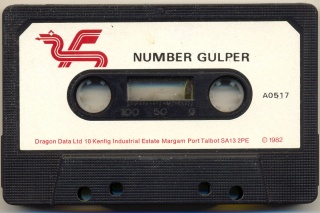 NUMBER GULPER
A0517
100 50 0
Dragon Data Ltd 10 Kenfig Industrial Estate Margam Port Talbot SA13 2PE © 1982